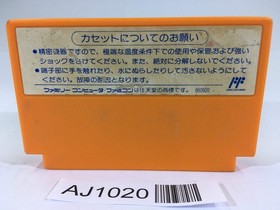 カセットについてのお願い
●精密機器ですので、極端な温度条件下での使用や保管および強い
ショックをさけてください。また、絶対に分解しないでください。
●端子部に手を触れたり、水にぬらしたりして汚さないようにして
ください。故障の原因となります。
ファミリーコンピュータ・ファミコンは任天堂の商標です。
AJ1020